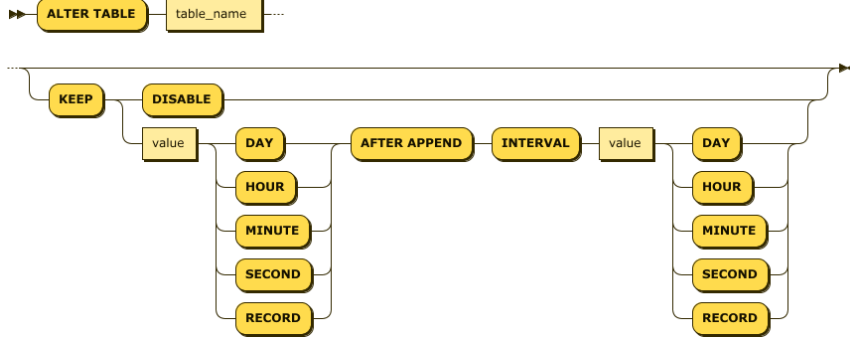 ALTER TABLE table_name
KEEP DISABLE
value DAY AFTER APPEND INTERVAL value DAY
HOUR HOUR
MINUTE MINUTE
SECOND SECOND
RECORD RECORD